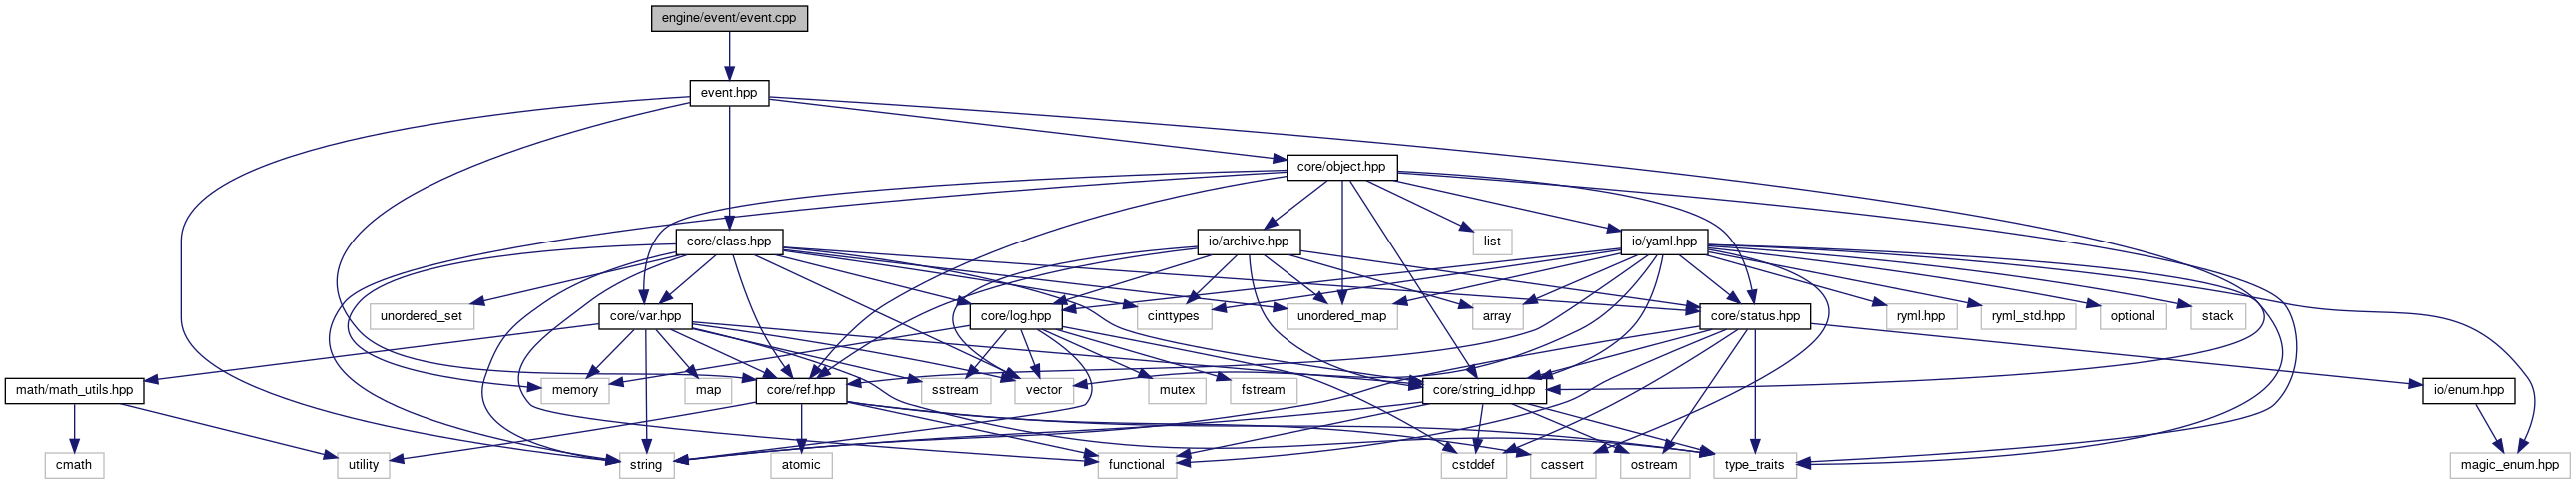 engine/event/event.cpp
event.hpp
core/object.hpp
core/class.hpp
io/archive.hpp
list
io/yaml.hpp
unordered_set
core/var.hpp
core/log.hpp
cinttypes
unordered_map
array
core/status.hpp
ryml.hpp
ryml_std.hpp
optional
stack
math/math_utils.hpp
memory
map
core/ref.hpp
sstream
vector
mutex
fstream
core/string_id.hpp
io/enum.hpp
cmath
utility
string
atomic
functional
cstddef
cassert
ostream
type_traits
magic_enum.hpp